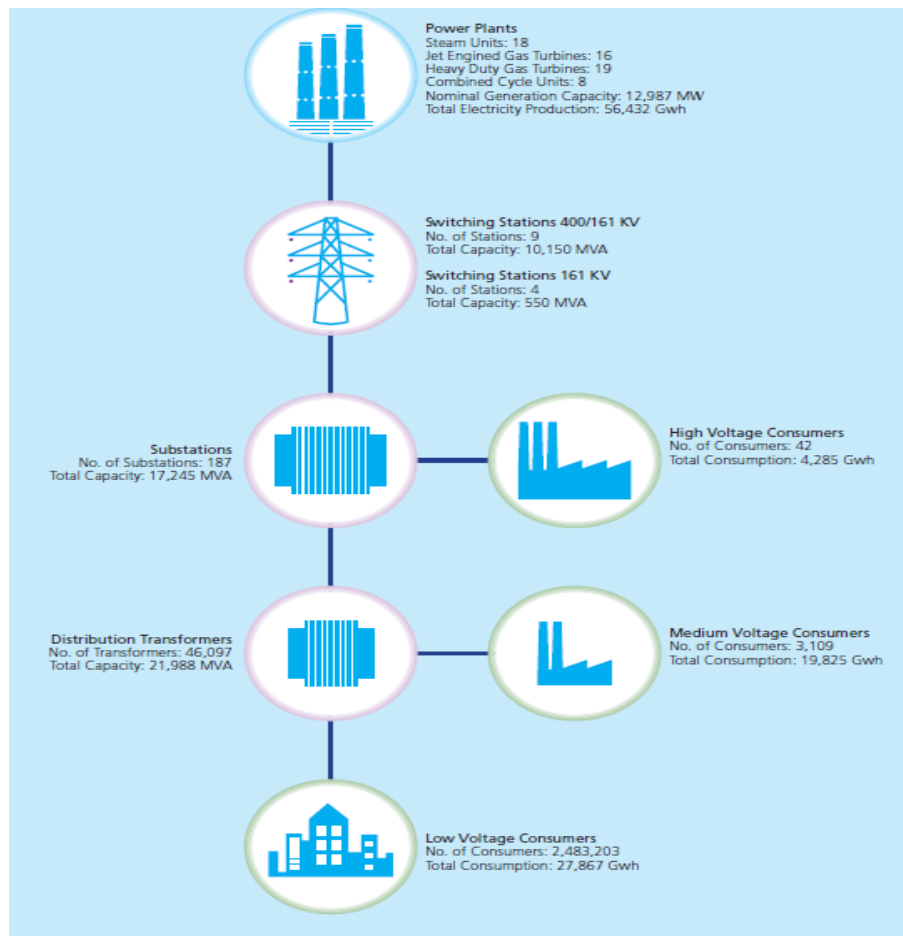 Power Plants
Steam Units: 18
Jet Engined Gas Turbines: 16
Heavy Duty Gas Turbines: 19
Combined Cycle Units: 8
Nominal Generation Capacity: 12,987 MW
Total Electricity Production: 56,432 Gwh
Switching Stations 400/161 KV
No. of Stations: 9
Total Capacity: 10,150 MVA
Switching Stations 161 KV
No. of Stations: 4
Total Capacity: 550 MVA
Substations
No. of Substations: 187
Total Capacity: 17,245 MVA
High Voltage Consumers
No. of Consumers: 42
Total Consumption: 4,285 Gwh
Distribution Transformers
No. of Transformers: 46,097
Total Capacity: 21,988 MVA
Medium Voltage Consumers
No. of Consumers: 3,109
Total Consumption: 19,825 Gwh
Low Voltage Consumers
No. of Consumers: 2,483,203
Total Consumption: 27,867 Gwh